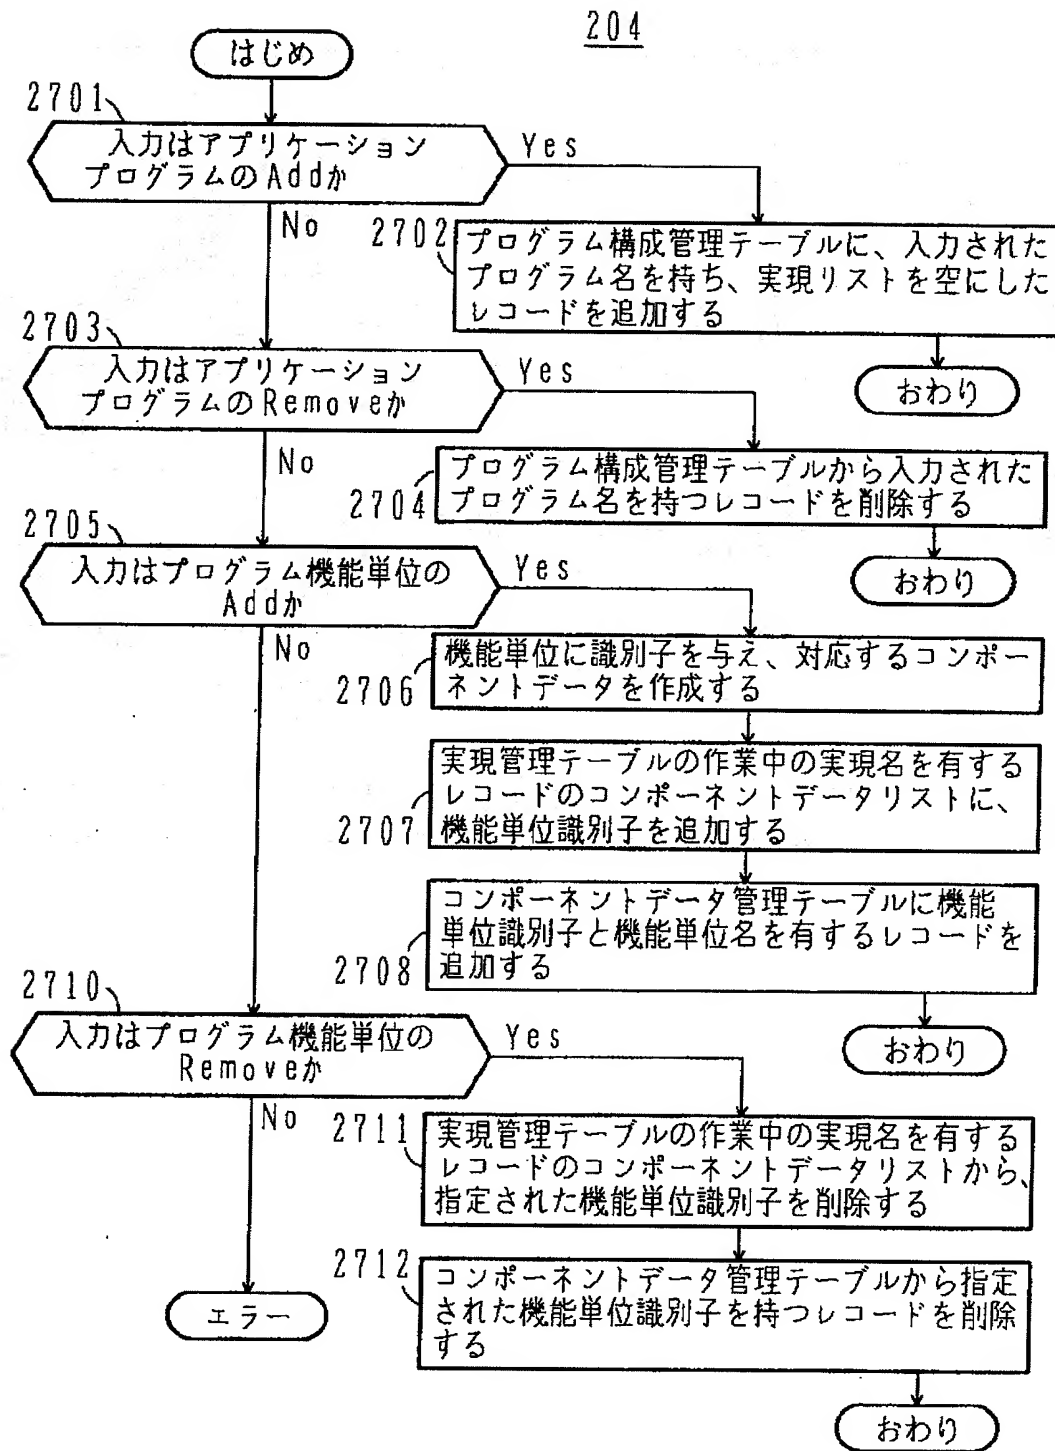 204
はじめ
2701
入力はアプリケーション
プログラムのAddか
Yes
No
2702
プログラム構成管理テーブルに、入力された
プログラム名を持ち、実現リストを空にした
レコードを追加する
おわり
2703
入力はアプリケーション
プログラムのRemoveか
Yes
No
2704
プログラム構成管理テーブルから入力された
プログラム名を持つレコードを削除する
おわり
2705
入力はプログラム機能単位の
Addか
Yes
No
2706
機能単位に識別子を与え、対応するコンポー
ネントデータを作成する
2707
実現管理テーブルの作業中の実現名を有する
レコードのコンポーネントデータリストに、
機能単位識別子を追加する
2708
コンポーネントデータ管理テーブルに機能
単位識別子と機能単位名を有するレコードを
追加する
おわり
2710
入力はプログラム機能単位の
Removeか
Yes
No
2711
実現管理テーブルの作業中の実現名を有する
レコードのコンポーネントデータリストから、
指定された機能単位識別子を削除する
2712
コンポーネントデータ管理テーブルから指定
された機能単位識別子を持つレコードを削除
する
エラー
おわり